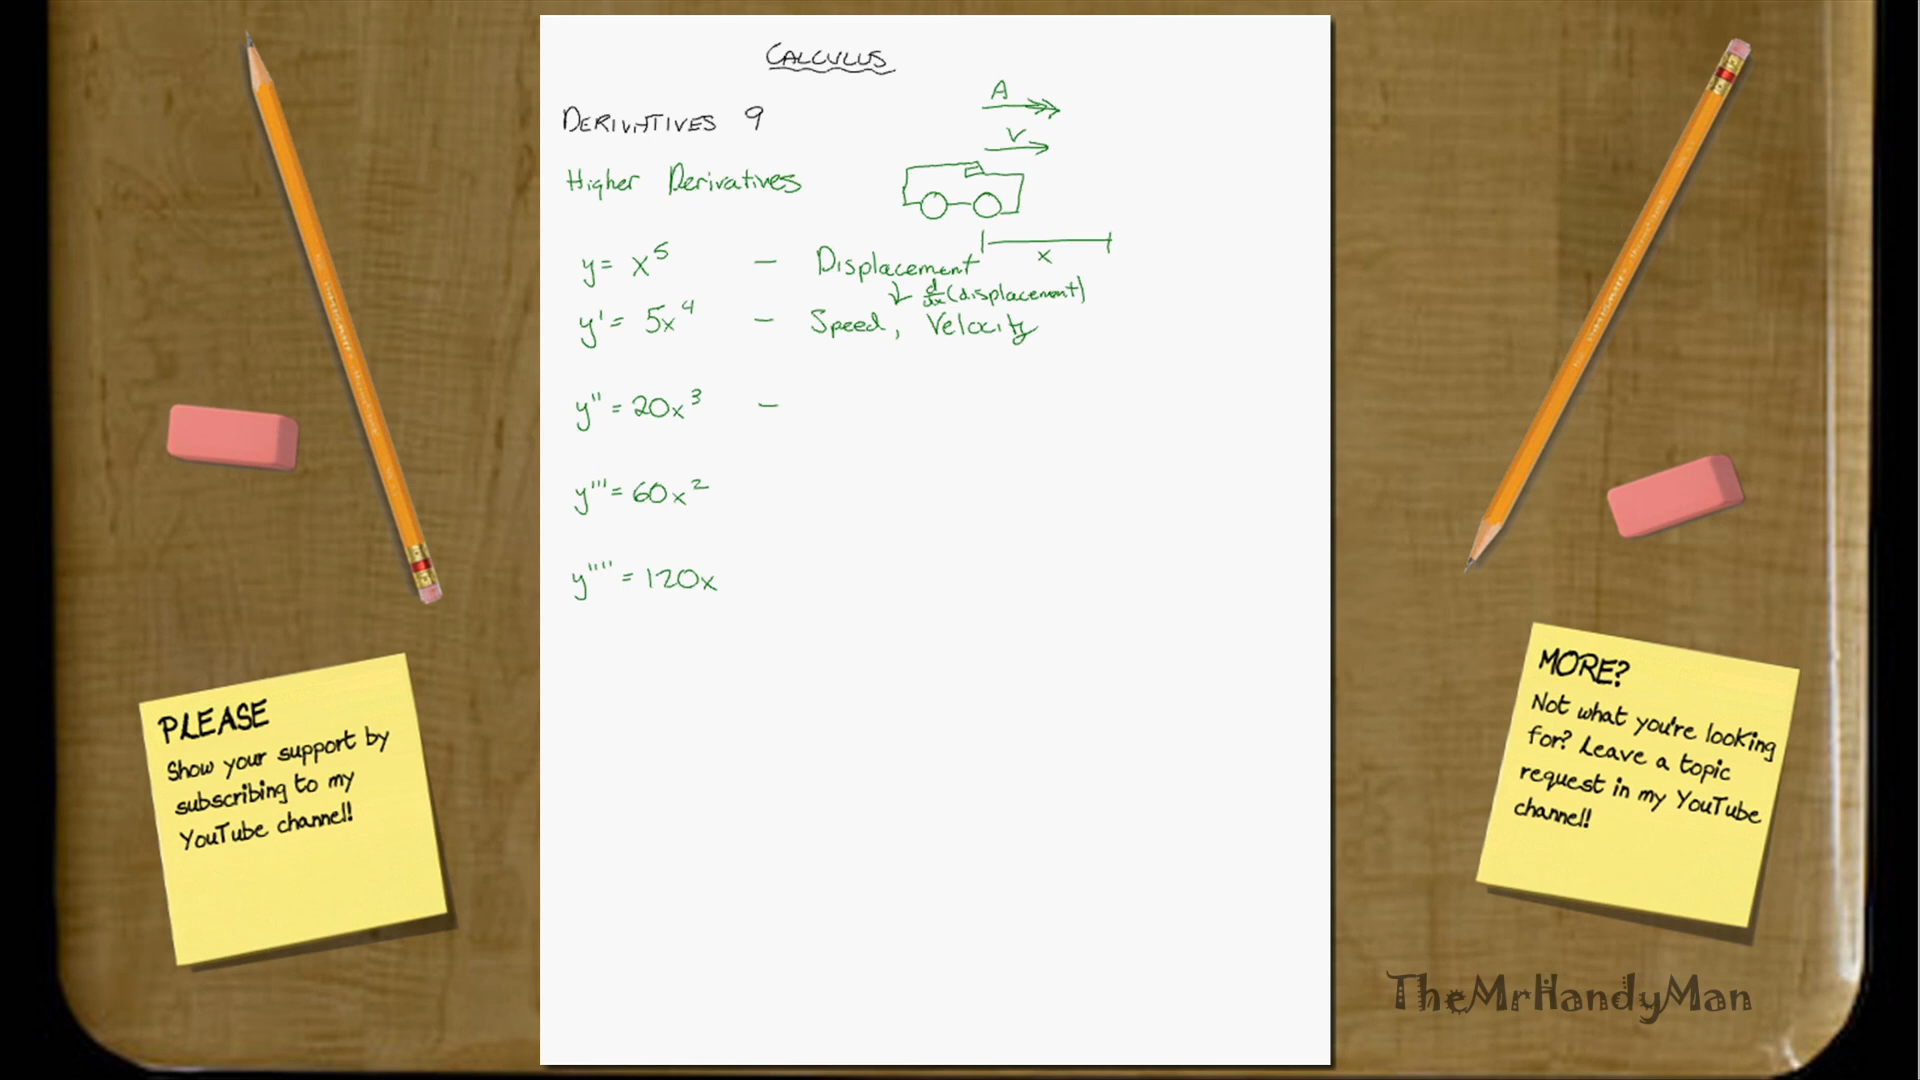 CALCULUS
DERIVATIVES 9
Higher Derivatives
A
V
x
y = x⁵ — Displacement
d/dx (displacement)
y' = 5x⁴ — Speed, Velocity
y'' = 20x³ —
y''' = 60x²
y'''' = 120x
PLEASE
Show your support by
subscribing to my
YouTube channel!
MORE?
Not what you're looking
for? Leave a topic
request in my YouTube
channel!
TheMrHandyMan